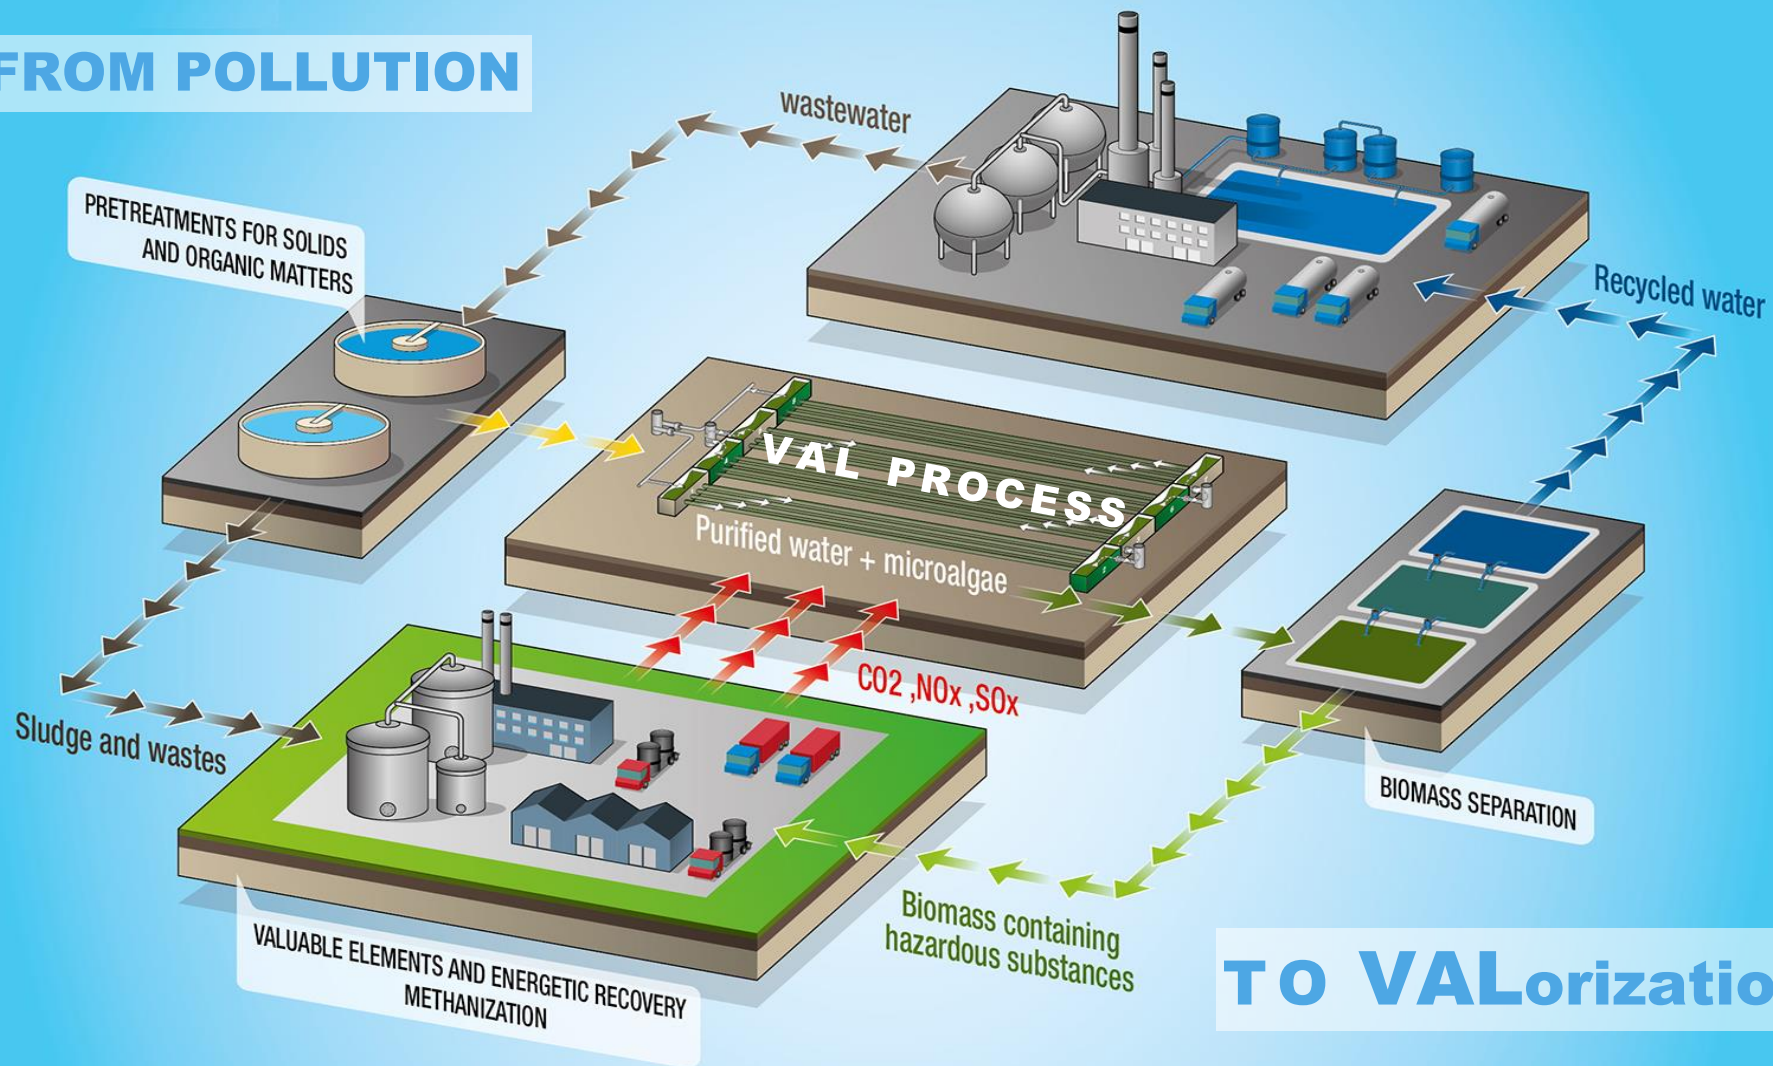 FROM POLLUTION
wastewater
PRETREATMENTS FOR SOLIDS
AND ORGANIC MATTERS
Recycled water
VAL PROCESS
Purified water + microalgae
CO2 ,NOx ,SOx
Sludge and wastes
BIOMASS SEPARATION
Biomass containing
hazardous substances
VALUABLE ELEMENTS AND ENERGETIC RECOVERY
METHANIZATION
TO VALorizatio